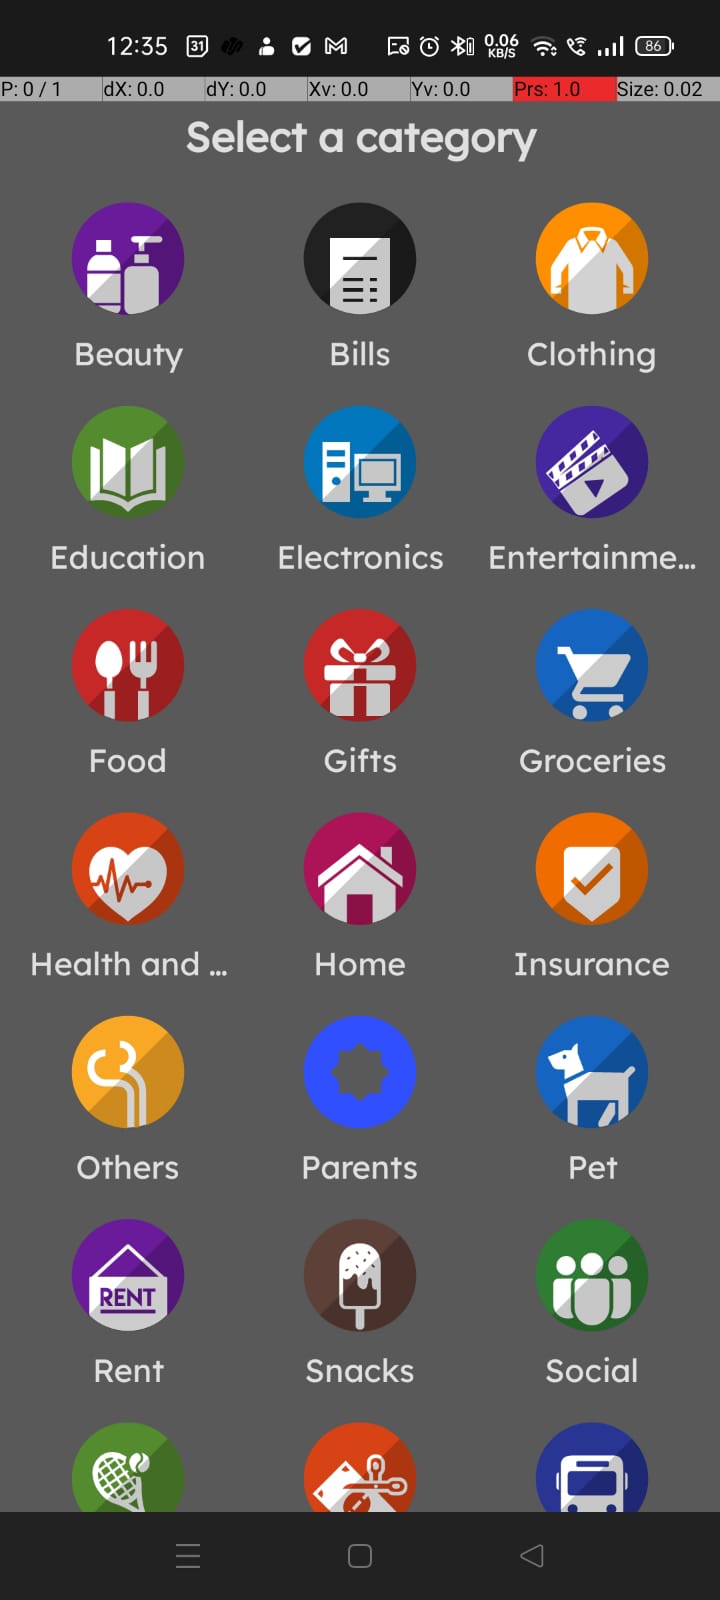 12:35 31 0.06 KB/S 86
P: 0 / 1 dX: 0.0 dY: 0.0 Xv: 0.0 Yv: 0.0 Prs: 1.0 Size: 0.02
Select a category
Beauty Bills Clothing
Education Electronics Entertainme...
Food Gifts Groceries
Health and ... Home Insurance
Others Parents Pet
RENT
Rent Snacks Social